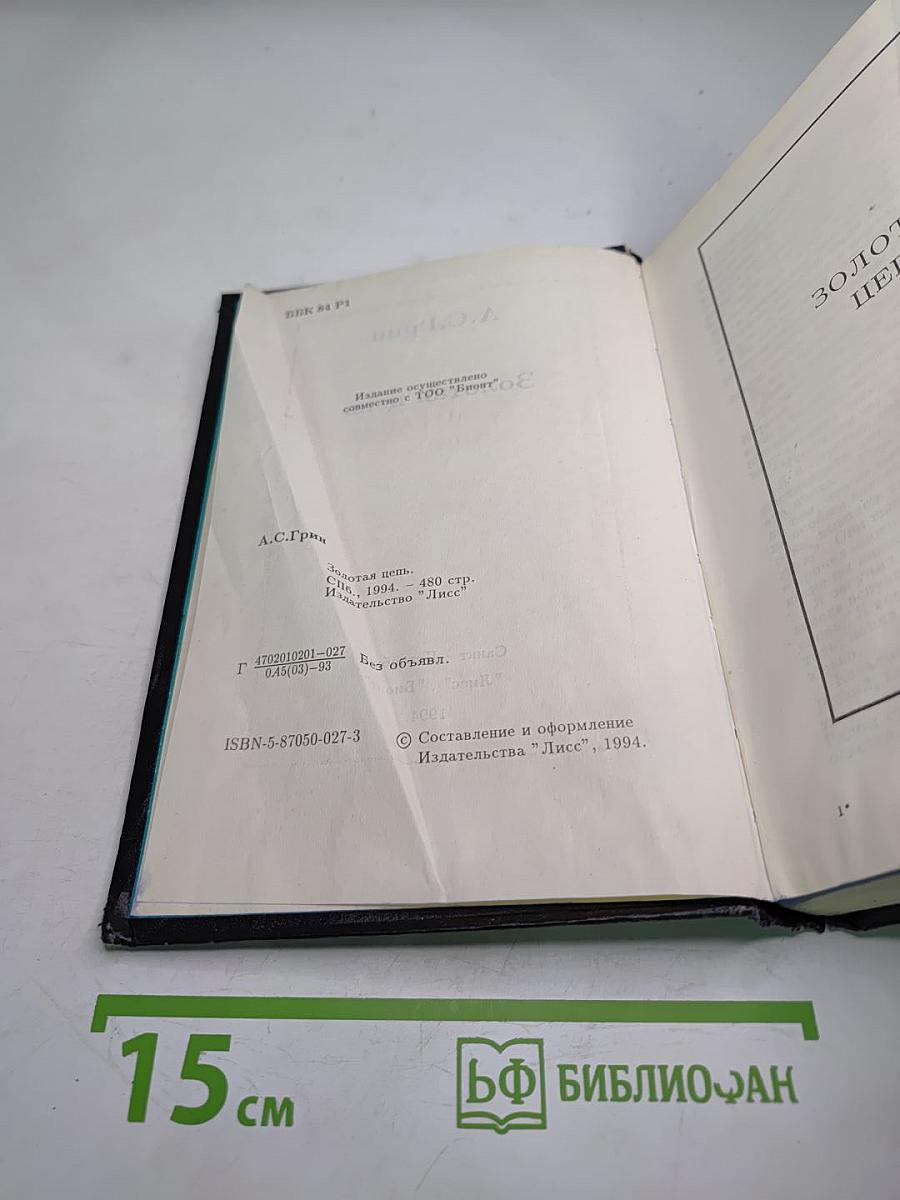 ББК 84 Р1
Издание осуществлено
совместно с ТОО "Бионт"
А.С.Грин
Золотая цепь.
СПб., 1994. – 480 стр.
Издательство "Лисс"
Г 4702010201–027
0А5(03)–93
Без объявл.
ISBN-5-87050-027-3
© Составление и оформление
Издательства "Лисс", 1994.
ЗОЛОТ
ЦЕП
1*
15 см
БФ БИБЛИОФАН